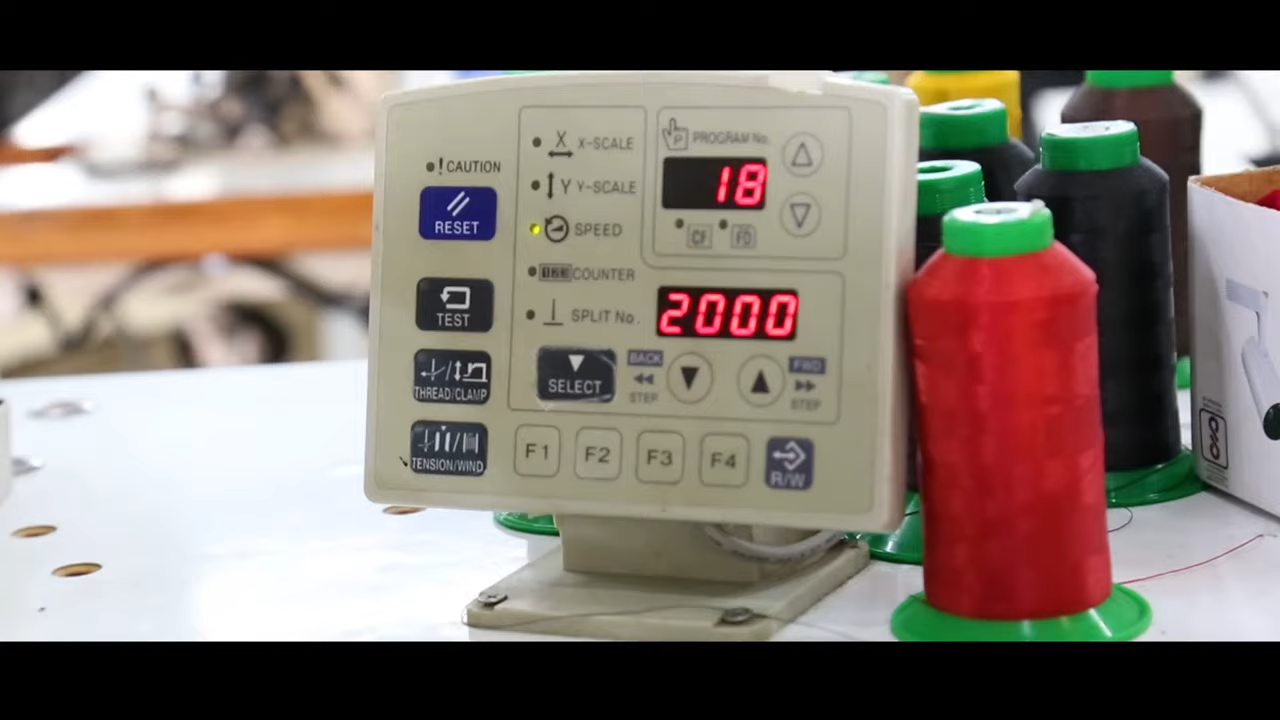 ! CAUTION
RESET
TEST
THREAD/CLAMP
TENSION/WIND
X X-SCALE
Y Y-SCALE
SPEED
123 COUNTER
SPLIT No.
SELECT
P PROGRAM No.
18
CF FD
2000
BACK
STEP
FWD
STEP
F1 F2 F3 F4
R/W